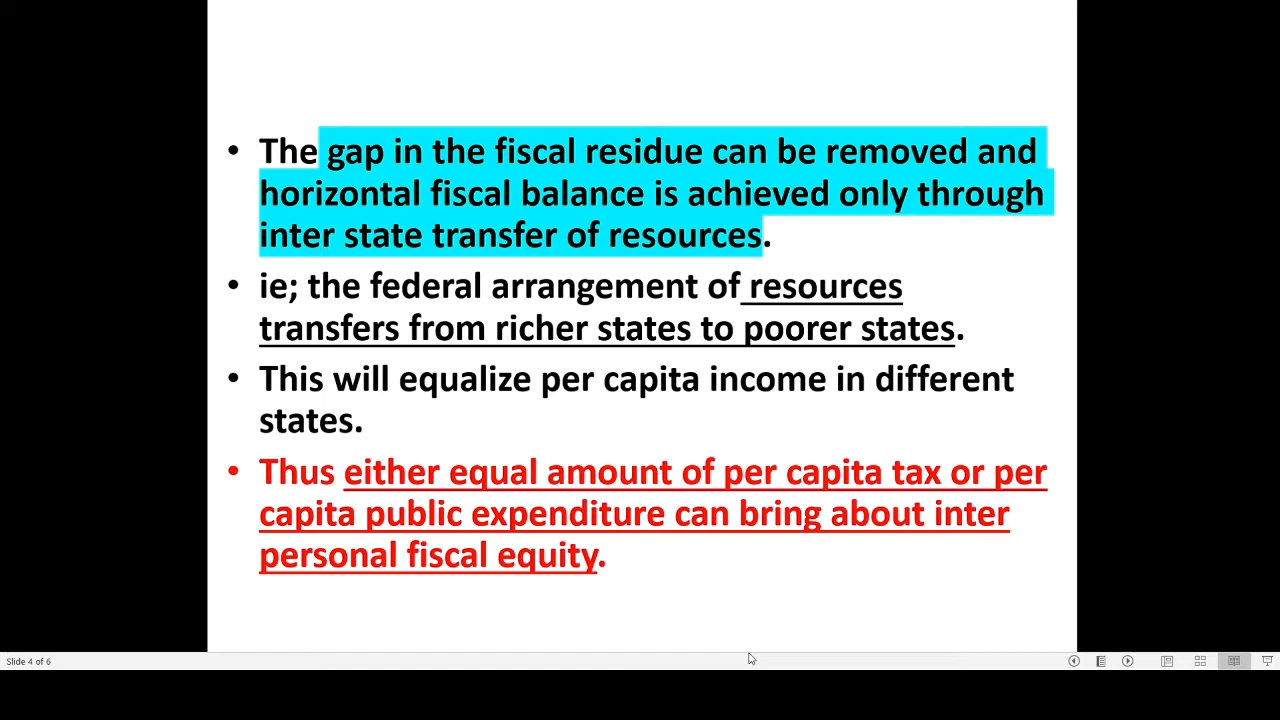 • The gap in the fiscal residue can be removed and
horizontal fiscal balance is achieved only through
inter state transfer of resources.
• ie; the federal arrangement of resources
transfers from richer states to poorer states.
• This will equalize per capita income in different
states.
• Thus either equal amount of per capita tax or per
capita public expenditure can bring about inter
personal fiscal equity.
Slide 4 of 6